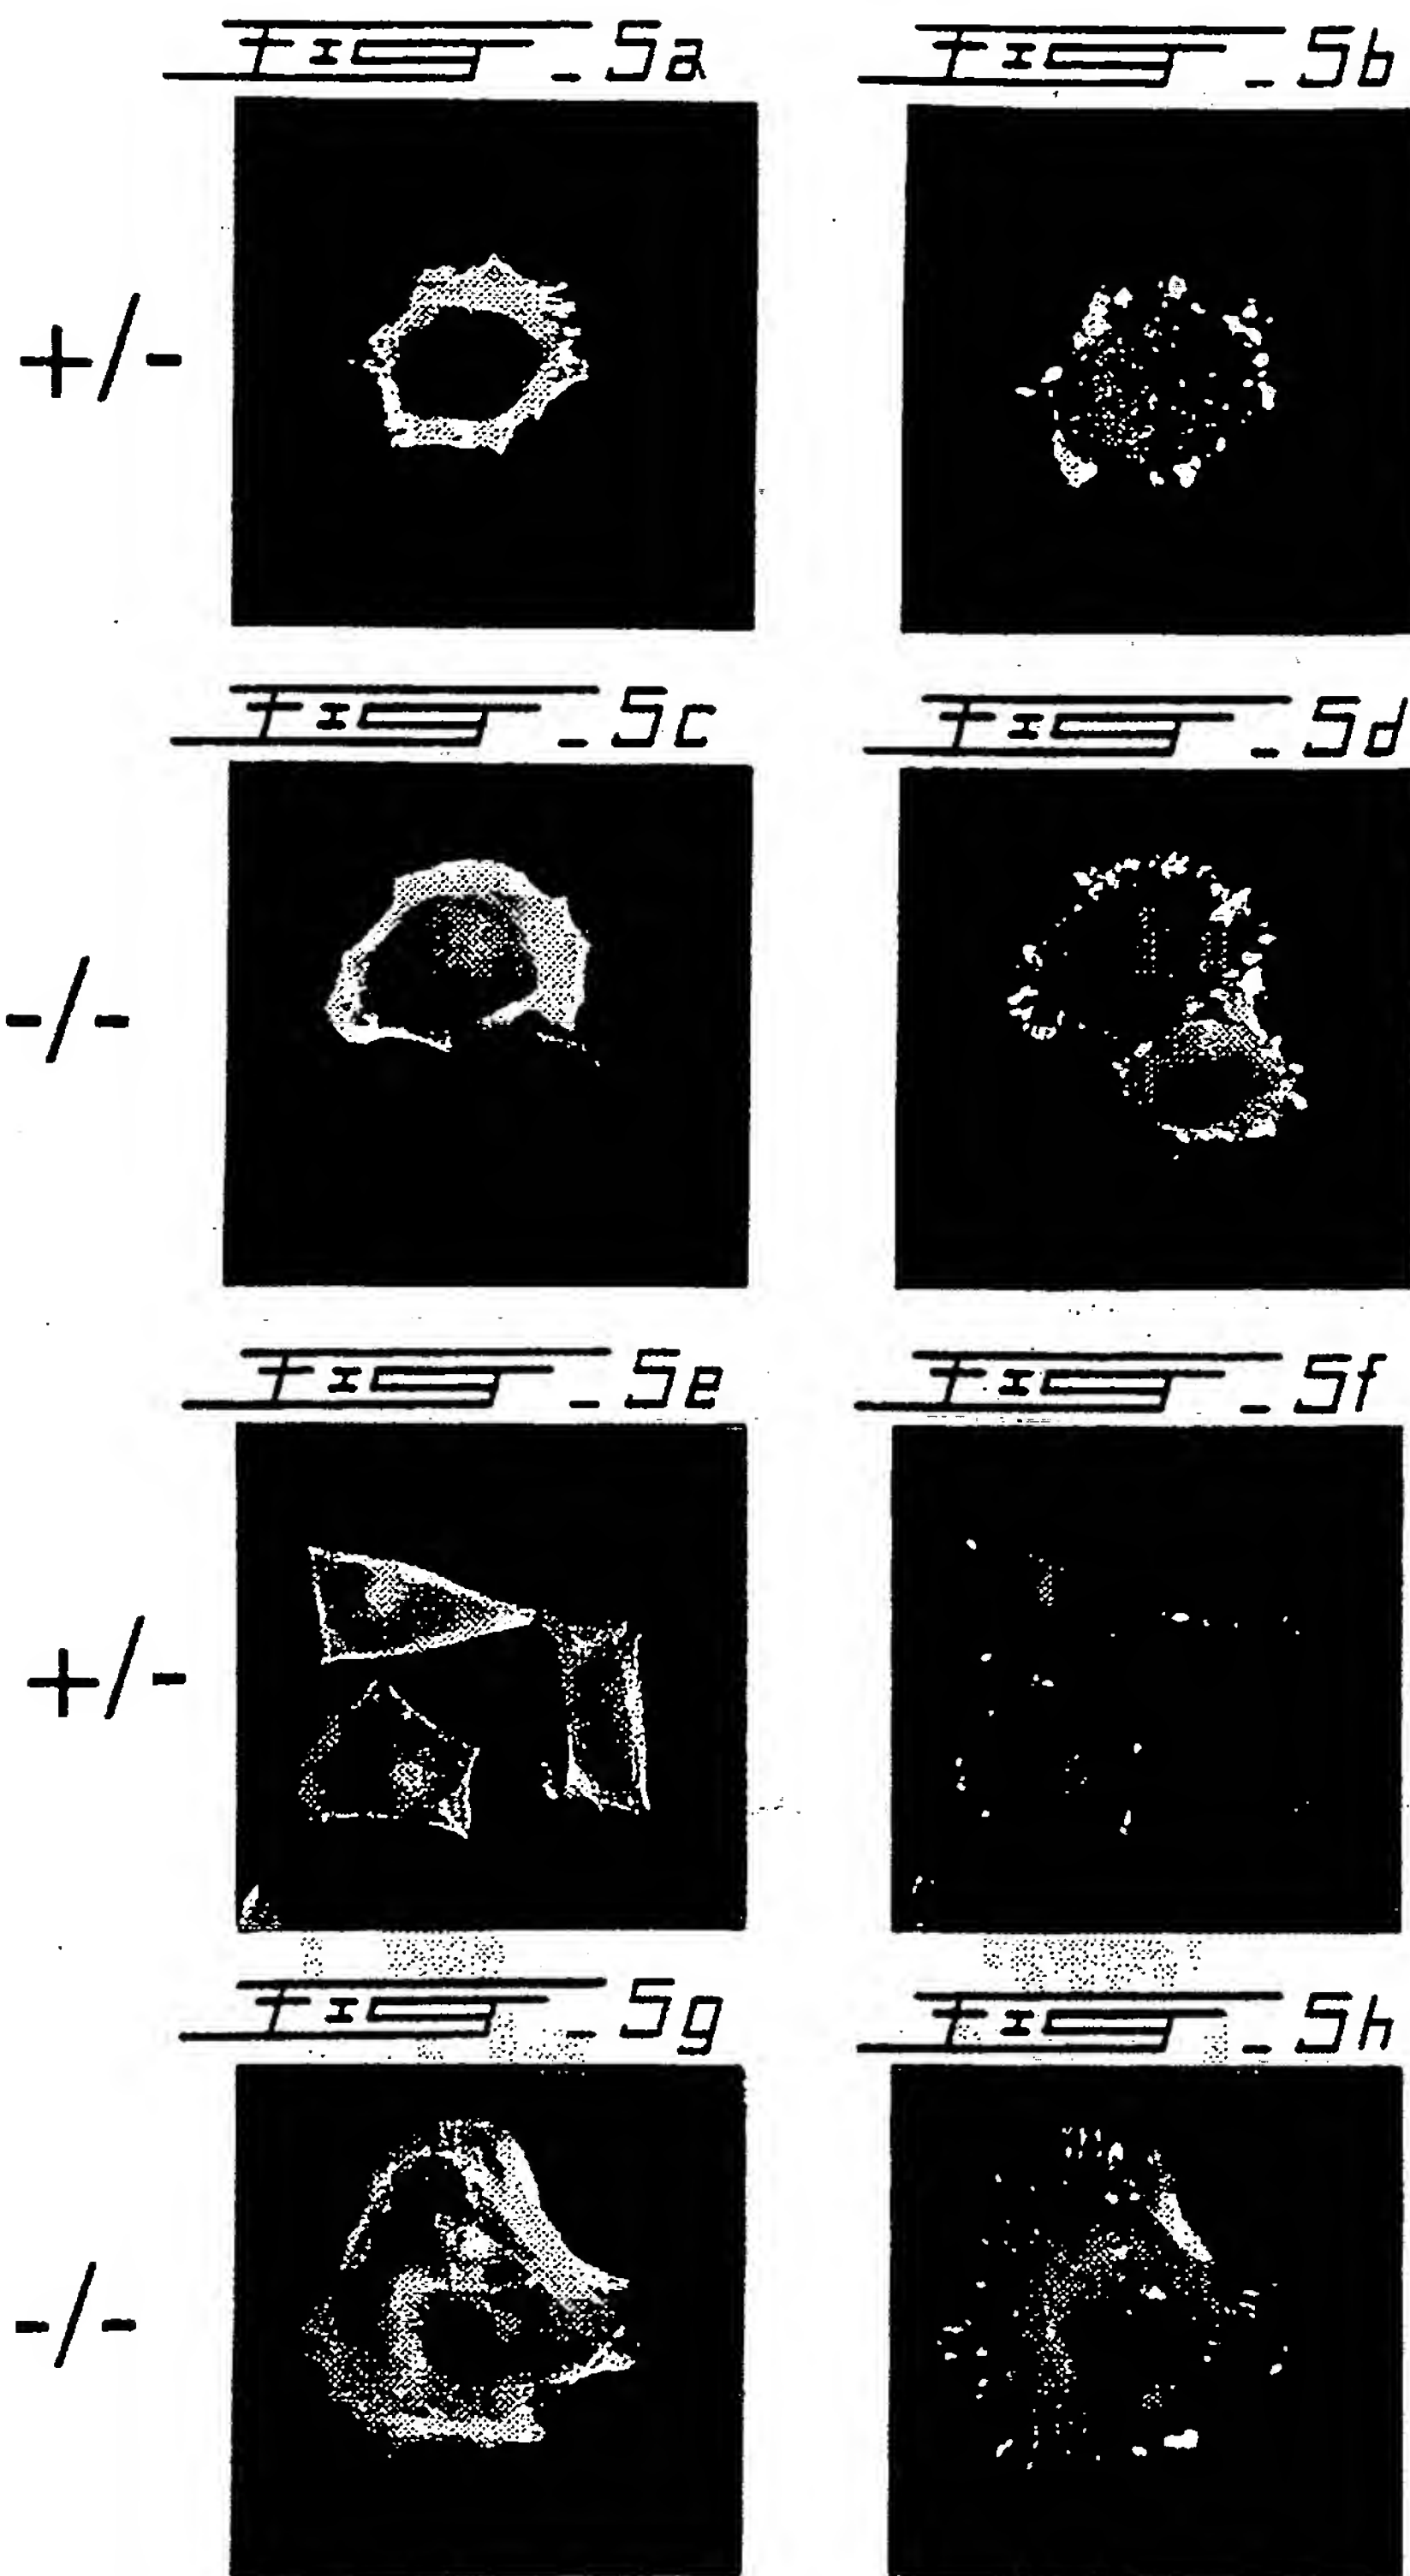 Fig_5a Fig_5b
+/-
Fig_5c Fig_5d
-/-
Fig_5e Fig_5f
+/-
Fig_5g Fig_5h
-/-